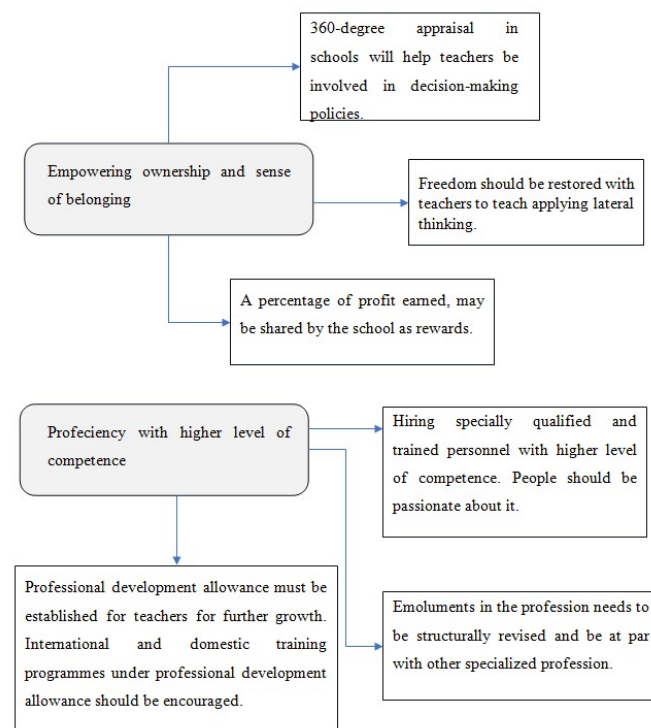 360-degree appraisal in
schools will help teachers be
involved in decision-making
policies.
Empowering ownership and sense
of belonging
Freedom should be restored with
teachers to teach applying lateral
thinking.
A percentage of profit earned, may
be shared by the school as rewards.
Profeciency with higher level of
competence
Hiring specially qualified and
trained personnel with higher level
of competence. People should be
passionate about it.
Professional development allowance must be
established for teachers for further growth.
International and domestic training
programmes under professional development
allowance should be encouraged.
Emoluments in the profession needs to
be structurally revised and be at par
with other specialized profession.